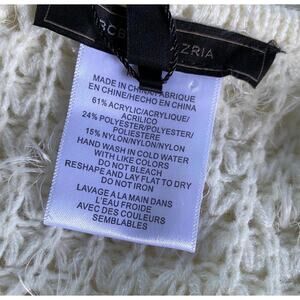 ZRIA
MADE IN CHINA/FABRIQUE
EN CHINE/HECHO EN CHINA
61% ACRYLIC/ACRYLIQUE/
ACRILICO
24% POLYESTER/POLYESTER/
POLIESTERE
15% NYLON/NYLON/NYLON
HAND WASH IN COLD WATER
WITH LIKE COLORS
DO NOT BLEACH
RESHAPE AND LAY FLAT TO DRY
DO NOT IRON
LAVAGE A LA MAIN DANS
L'EAU FROIDE
AVEC DES COULEURS
SEMBLABLES